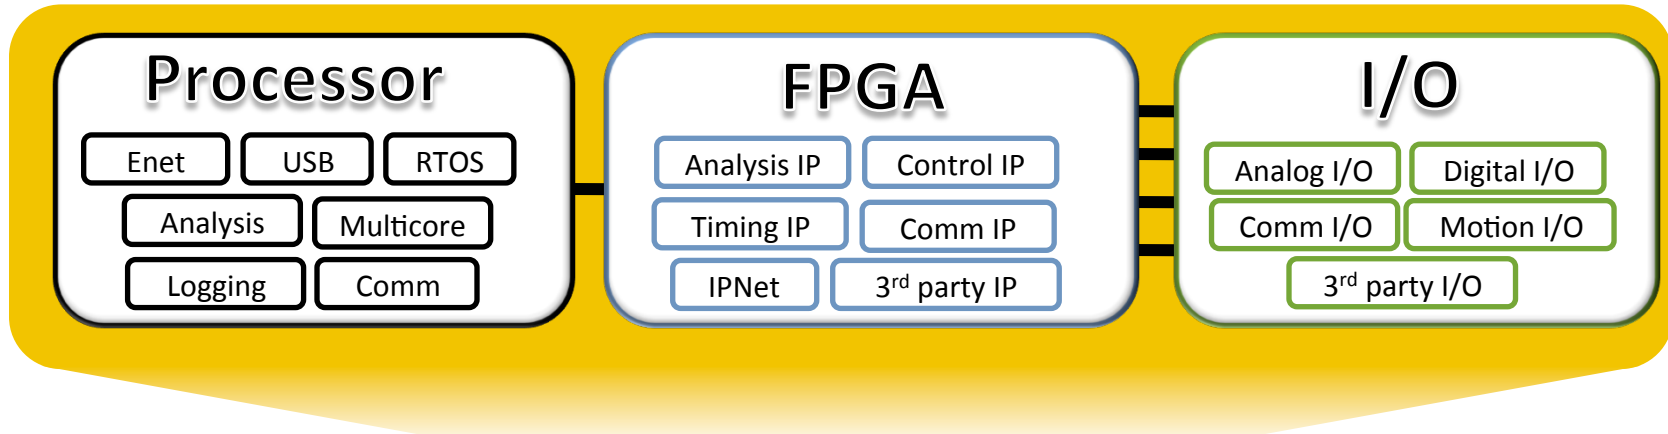 Processor
Enet USB RTOS
Analysis Multicore
Logging Comm
FPGA
Analysis IP Control IP
Timing IP Comm IP
IPNet 3rd party IP
I/O
Analog I/O Digital I/O
Comm I/O Motion I/O
3rd party I/O